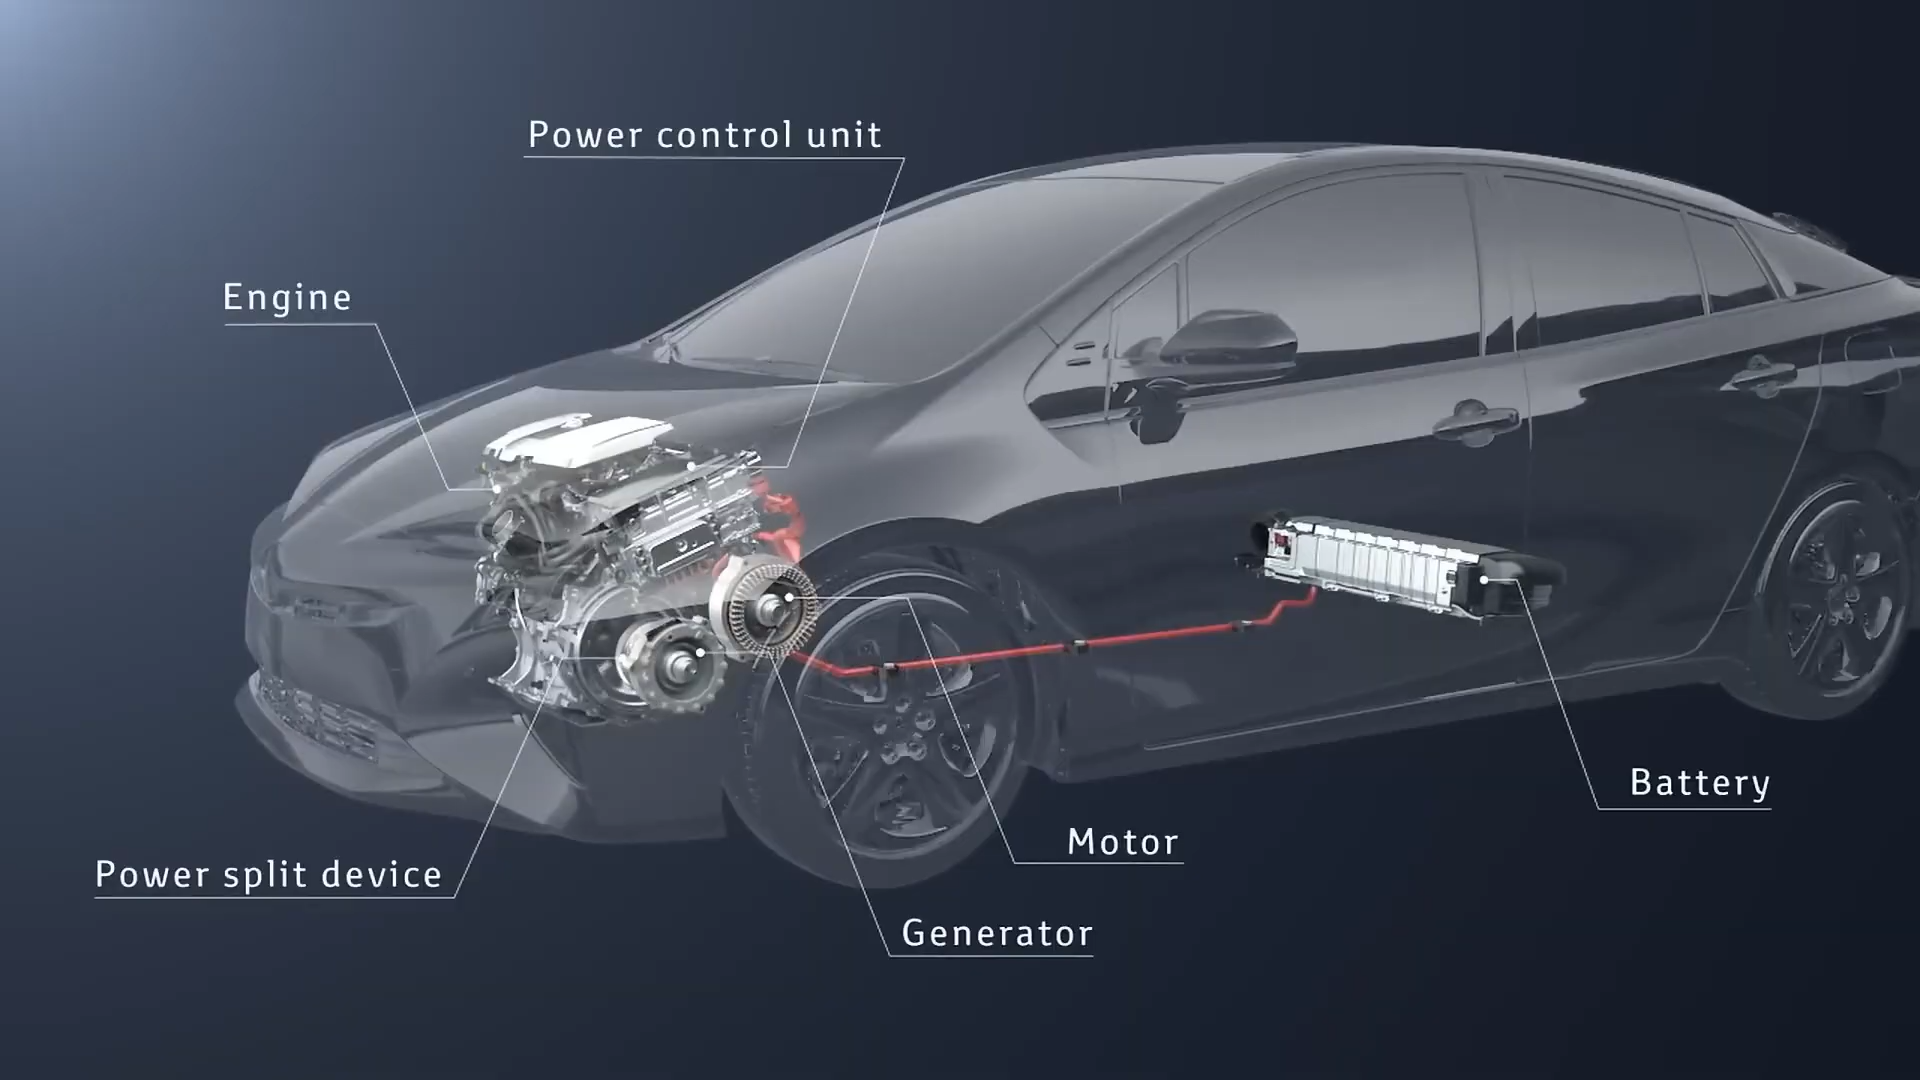 Power control unit
Engine
Battery
Motor
Power split device
Generator